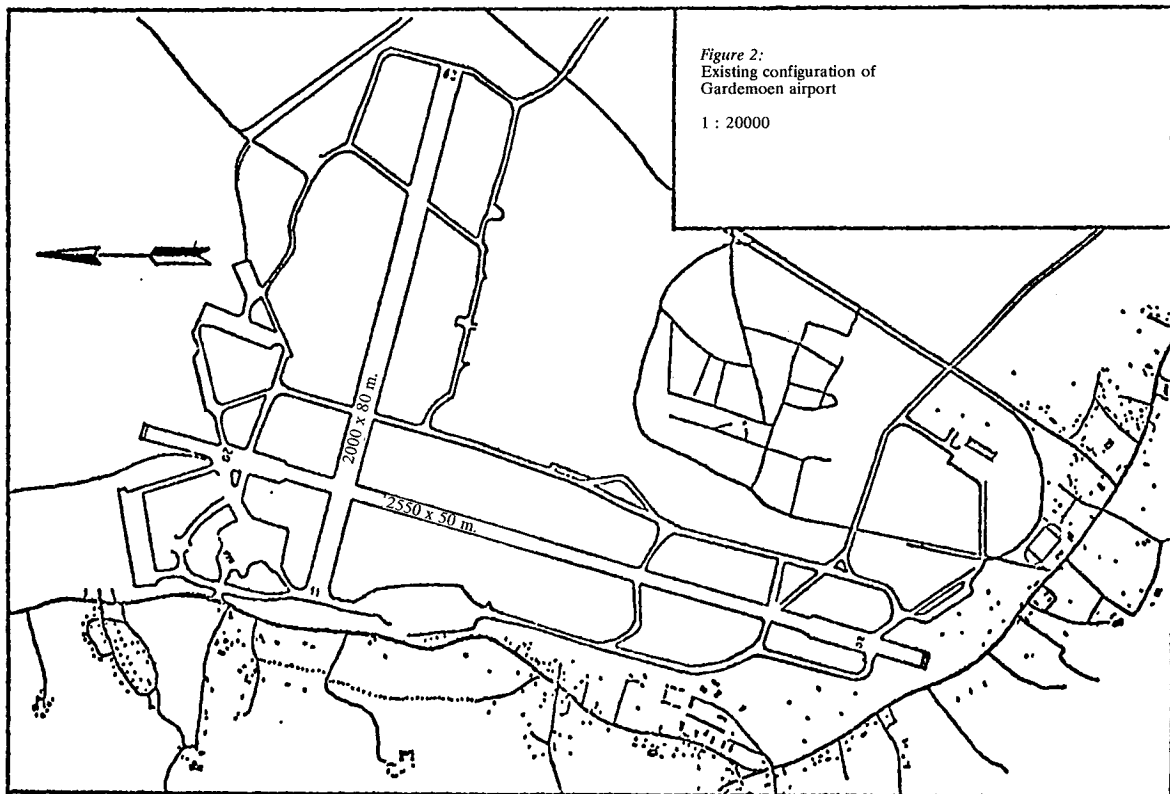 Figure 2:
Existing configuration of
Gardemoen airport
1 : 20000
2000 x 80 m.
2550 x 50 m.